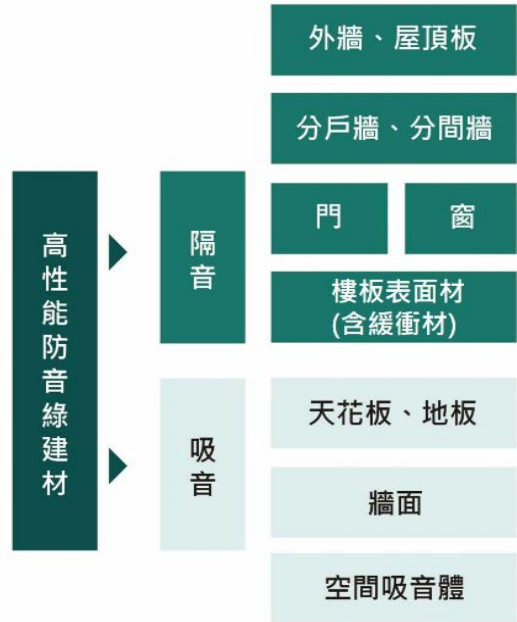 高性能防音綠建材
隔音
外牆、屋頂板
分戶牆、分間牆
門
窗
樓板表面材
(含緩衝材)
吸音
天花板、地板
牆面
空間吸音體